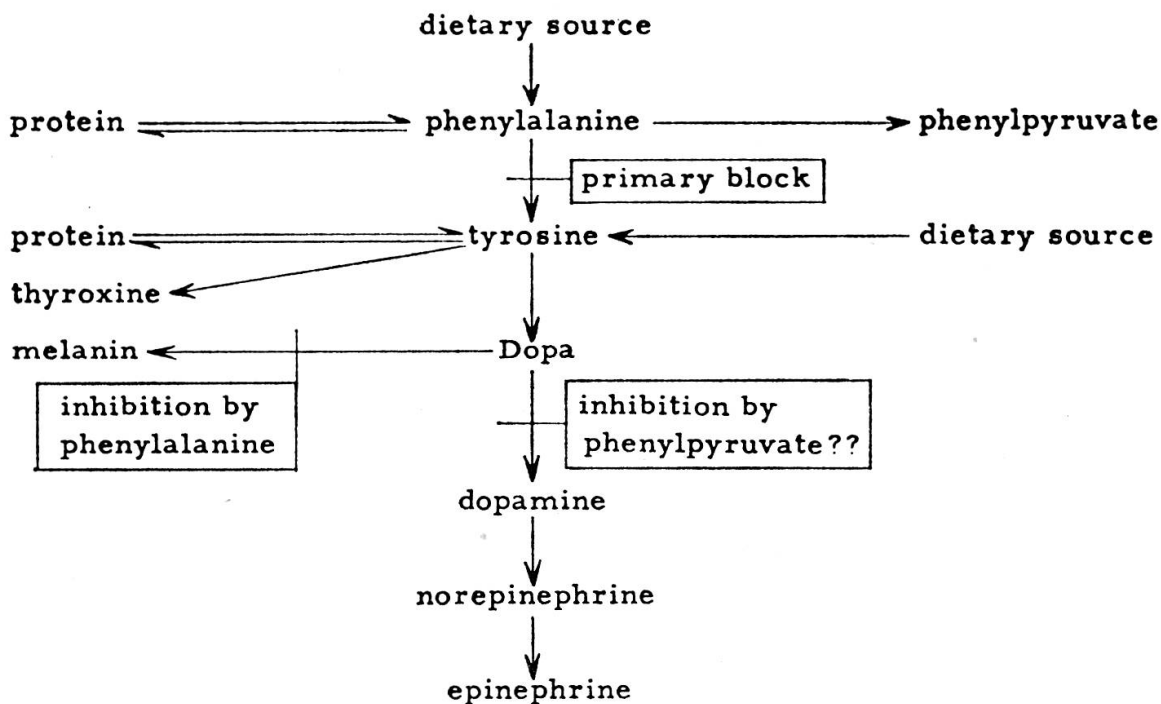 dietary source
protein phenylalanine phenylpyruvate
primary block
protein tyrosine dietary source
thyroxine
melanin Dopa
inhibition by
phenylalanine
inhibition by
phenylpyruvate??
dopamine
norepinephrine
epinephrine